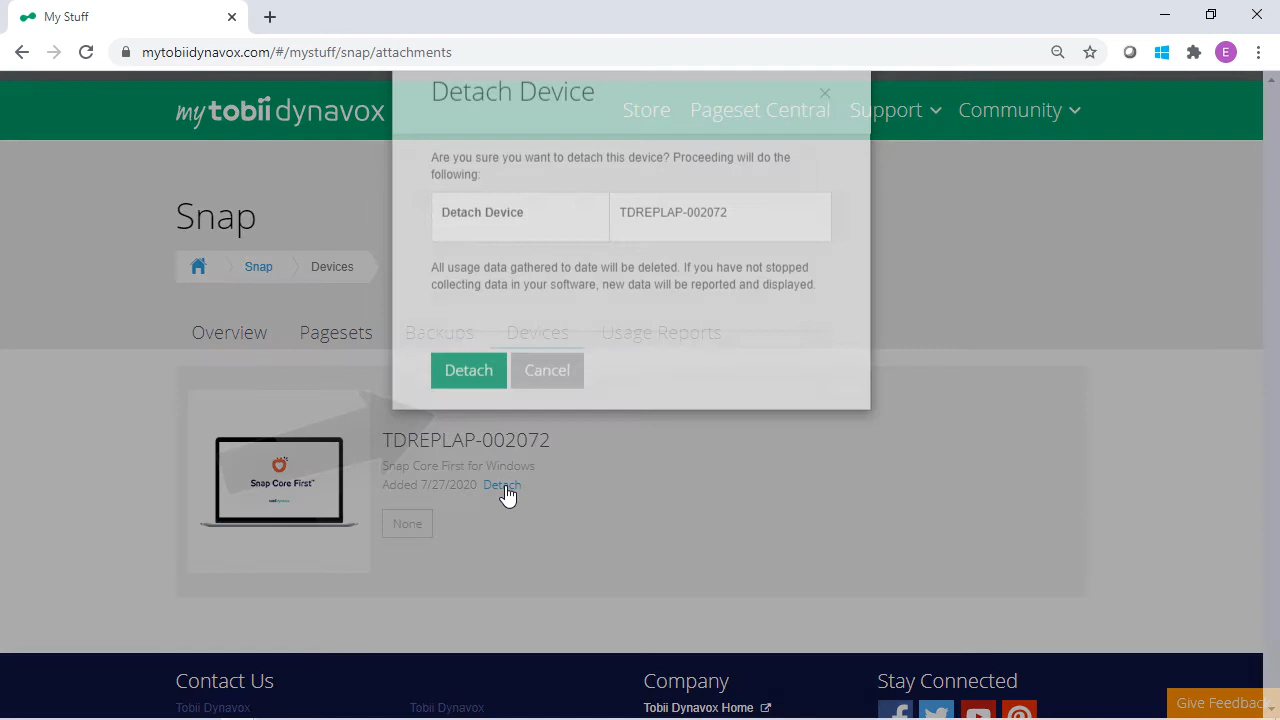 My Stuff
mytobiidynavox.com/#/mystuff/snap/attachments
E
Detach Device
my tobii dynavox
Store
Pageset Central
Support
Community
Are you sure you want to detach this device? Proceeding will do the
following:
Detach Device
TDREPLAP-002072
Snap
Snap
Devices
All usage data gathered to date will be deleted. If you have not stopped
collecting data in your software, new data will be reported and displayed.
Overview
Pagesets
Backups
Devices
Usage Reports
Detach
Cancel
TDREPLAP-002072
Snap Core First for Windows
Added 7/27/2020 Detach
None
Snap Core First™
Contact Us
Company
Stay Connected
Tobii Dynavox
Tobii Dynavox
Tobii Dynavox Home
Give Feedback